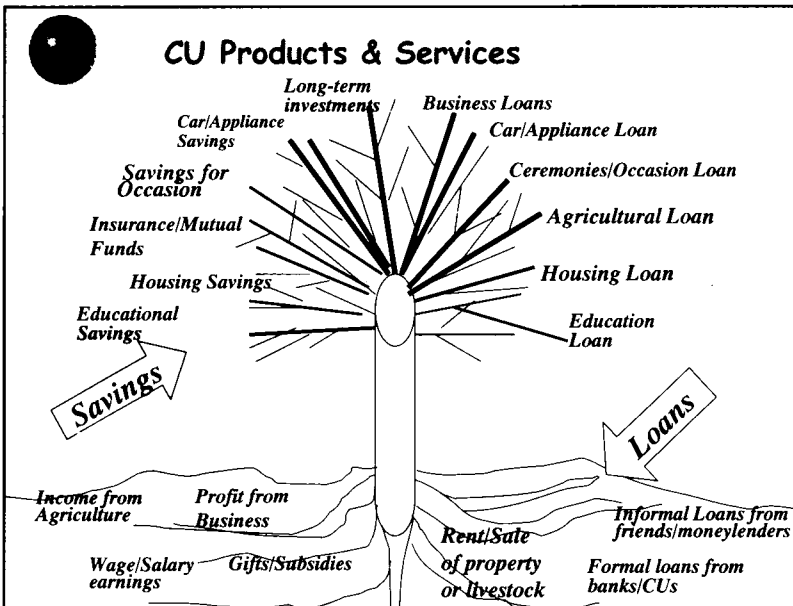 CU Products & Services
Long-term
investments
Business Loans
Car/Appliance
Savings
Car/Appliance Loan
Savings for
Occasion
Ceremonies/Occasion Loan
Insurance/Mutual
Funds
Agricultural Loan
Housing Savings
Housing Loan
Educational
Savings
Education
Loan
Savings
Loans
Income from
Agriculture
Profit from
Business
Informal Loans from
friends/moneylenders
Wage/Salary
earnings
Gifts/Subsidies
Rent/Sale
of property
or livestock
Formal loans from
banks/CUs